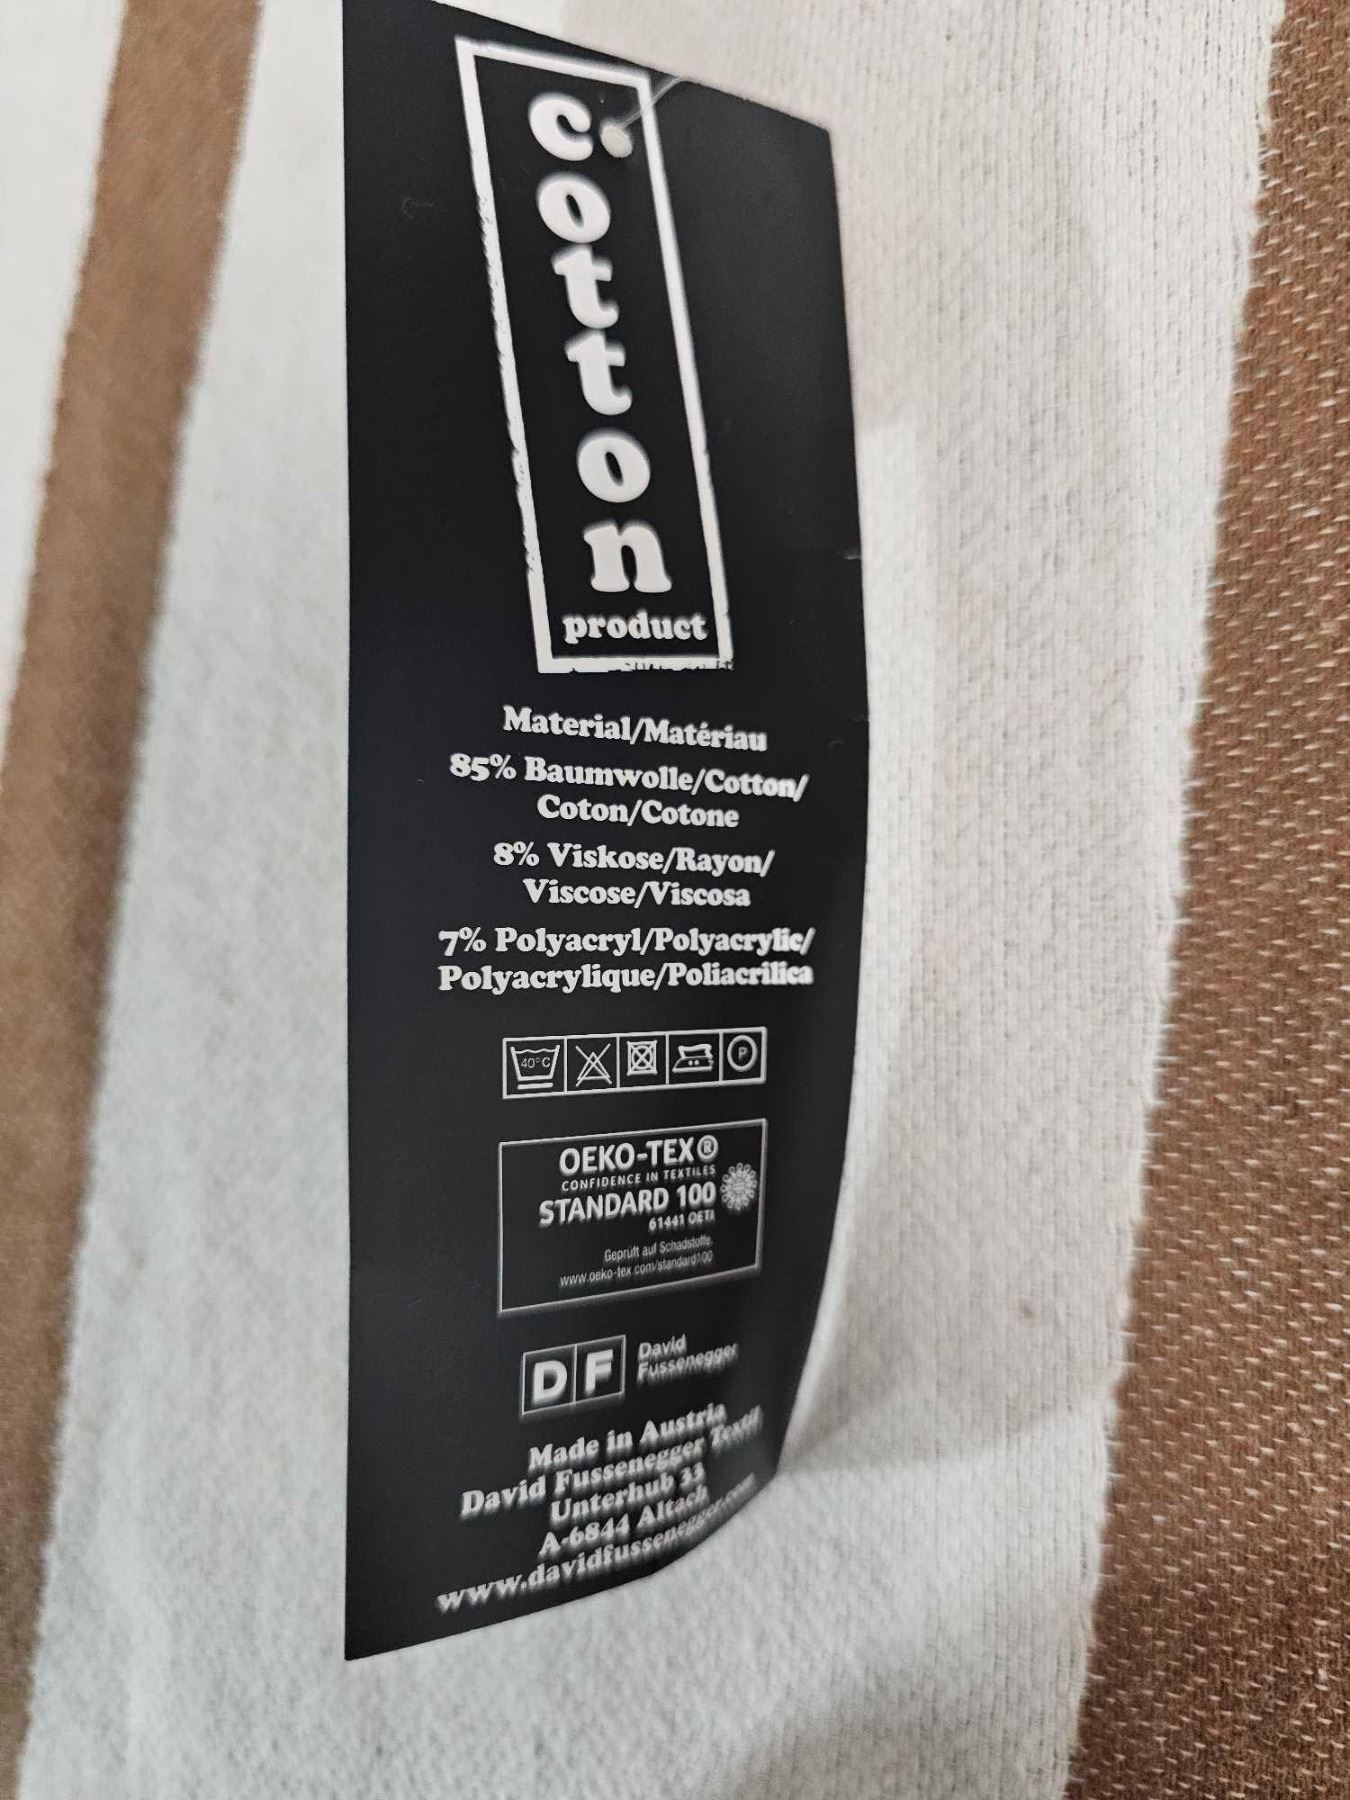 cotton
product
Material/Matériau
85% Baumwolle/Cotton/
Coton/Cotone
8% Viskose/Rayon/
Viscose/Viscosa
7% Polyacryl/Polyacrylic/
Polyacrylique/Poliacrilica
40°C
P
OEKO-TEX®
CONFIDENCE IN TEXTILES
STANDARD 100
61441 OETI
Geprüft auf Schadstoffe.
www.oeko-tex.com/standard100
DF David
Fussenegger
Made in Austria
David Fussenegger Textil
Unterhub 33
A-6844 Altach
www.davidfussenegger.com